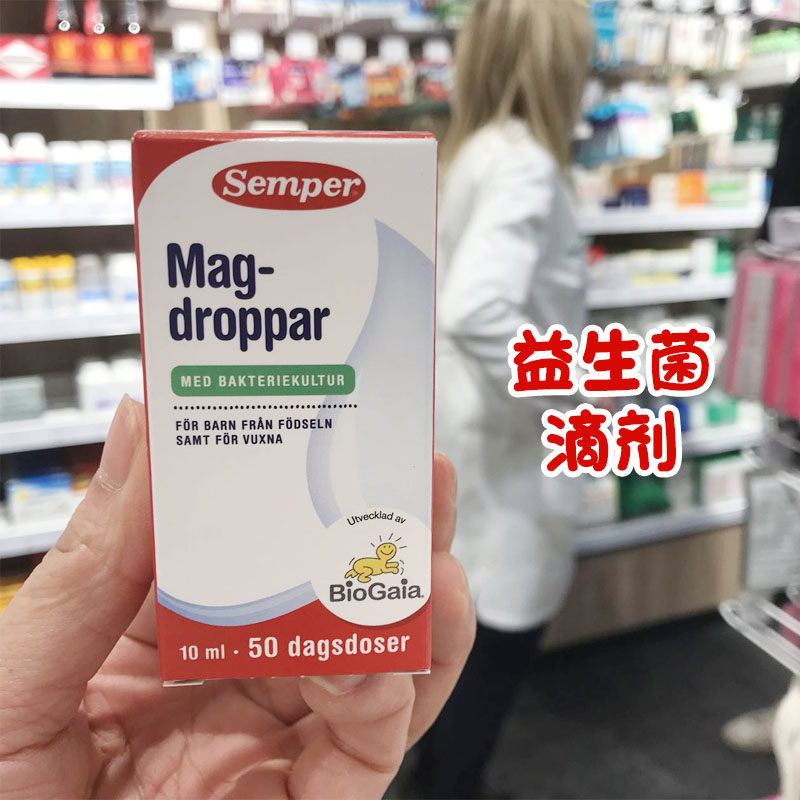 Semper
Mag-
droppar
MED BAKTERIEKULTUR
FÖR BARN FRÅN FÖDSELN
SAMT FÖR VUXNA
Utvecklad av
BioGaia
10 ml · 50 dagsdoser
益生菌
滴剂